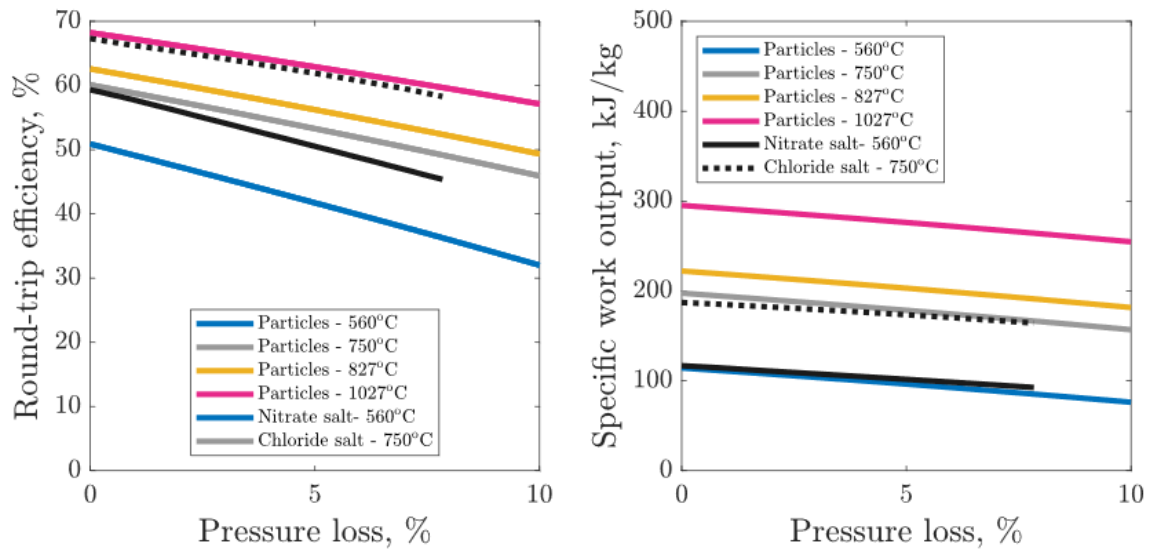 Round-trip efficiency, %
70
60
50
40
30
20
10
0
Particles - 560°C
Particles - 750°C
Particles - 827°C
Particles - 1027°C
Nitrate salt- 560°C
Chloride salt - 750°C
0 5 10
Pressure loss, %
Specific work output, kJ/kg
500
400
300
200
100
0
Particles - 560°C
Particles - 750°C
Particles - 827°C
Particles - 1027°C
Nitrate salt- 560°C
Chloride salt - 750°C
0 5 10
Pressure loss, %